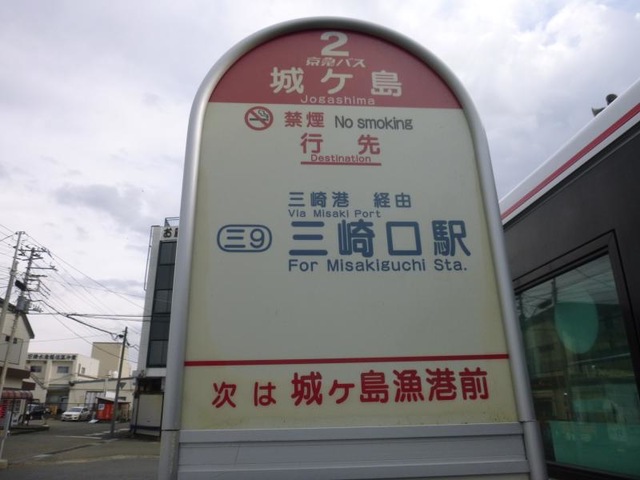 2
京急バス
城ケ島
Jogashima
禁煙 No smoking
行先
Destination
三崎港 経由
Via Misaki Port
三9 三崎口駅
For Misakiguchi Sta.
次は 城ヶ島漁港前